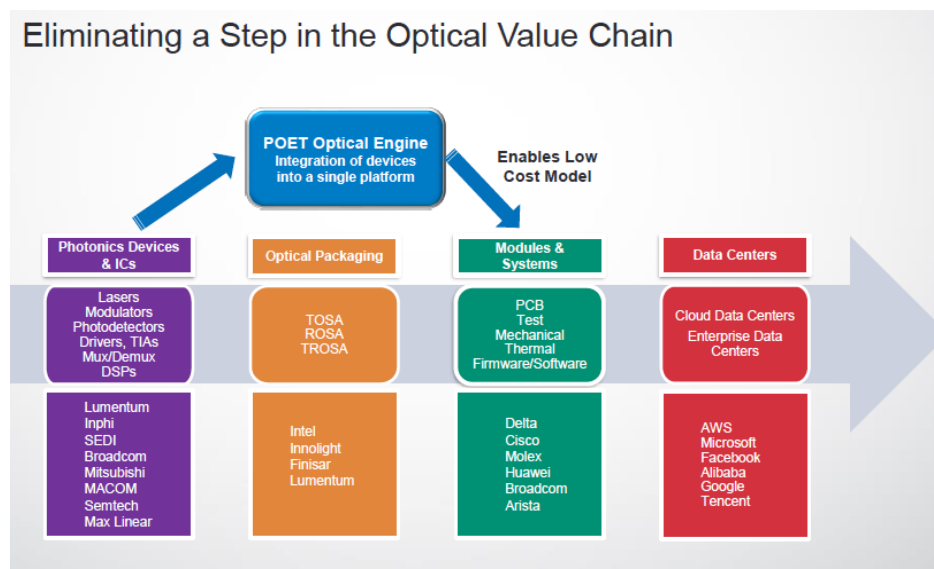 Eliminating a Step in the Optical Value Chain
POET Optical Engine
Integration of devices
into a single platform
Enables Low
Cost Model
Photonics Devices
& ICs
Optical Packaging
Modules &
Systems
Data Centers
Lasers
Modulators
Photodetectors
Drivers, TIAs
Mux/Demux
DSPs
TOSA
ROSA
TROSA
PCB
Test
Mechanical
Thermal
Firmware/Software
Cloud Data Centers
Enterprise Data
Centers
Lumentum
Inphi
SEDI
Broadcom
Mitsubishi
MACOM
Semtech
Max Linear
Intel
Innolight
Finisar
Lumentum
Delta
Cisco
Molex
Huawei
Broadcom
Arista
AWS
Microsoft
Facebook
Alibaba
Google
Tencent